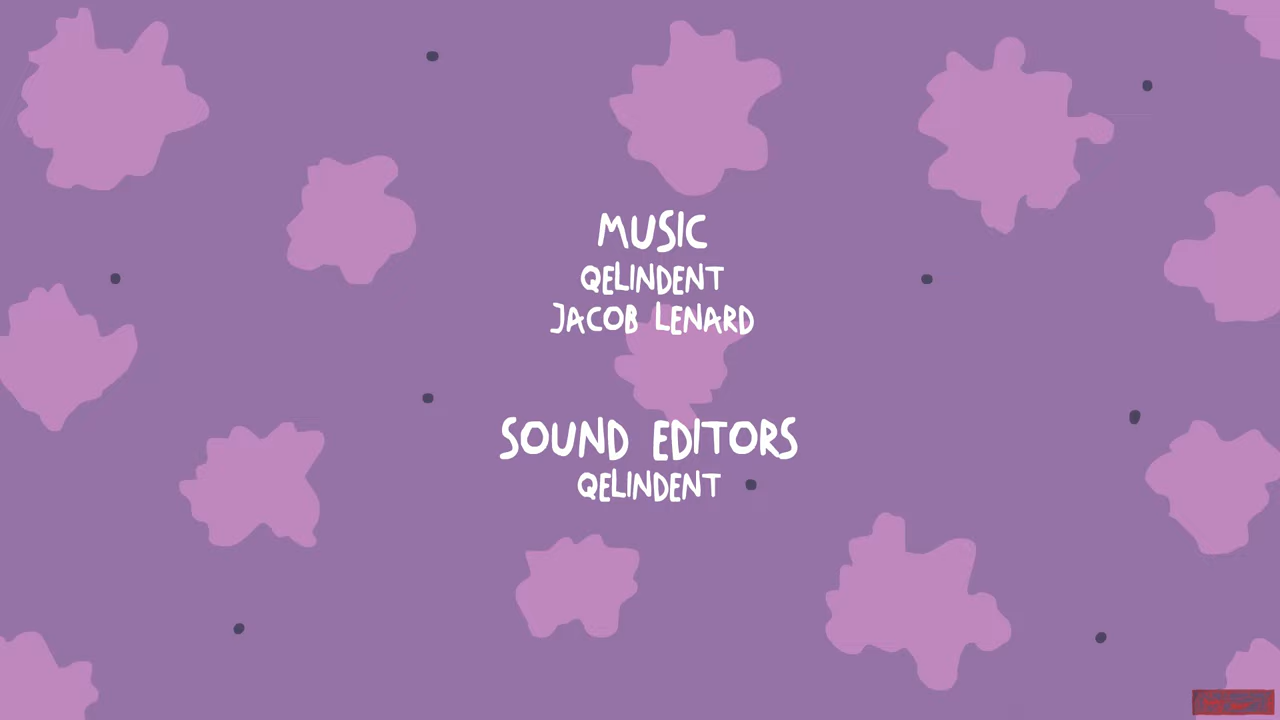 MUSIC
QELINDENT
JACOB LENARD
SOUND EDITORS
QELINDENT